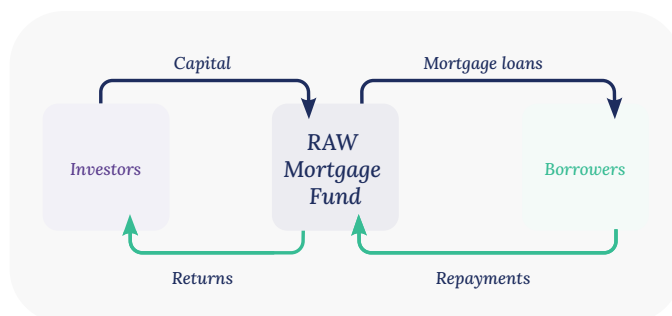 Capital
Mortgage loans
Investors
RAW
Mortgage
Fund
Borrowers
Returns
Repayments